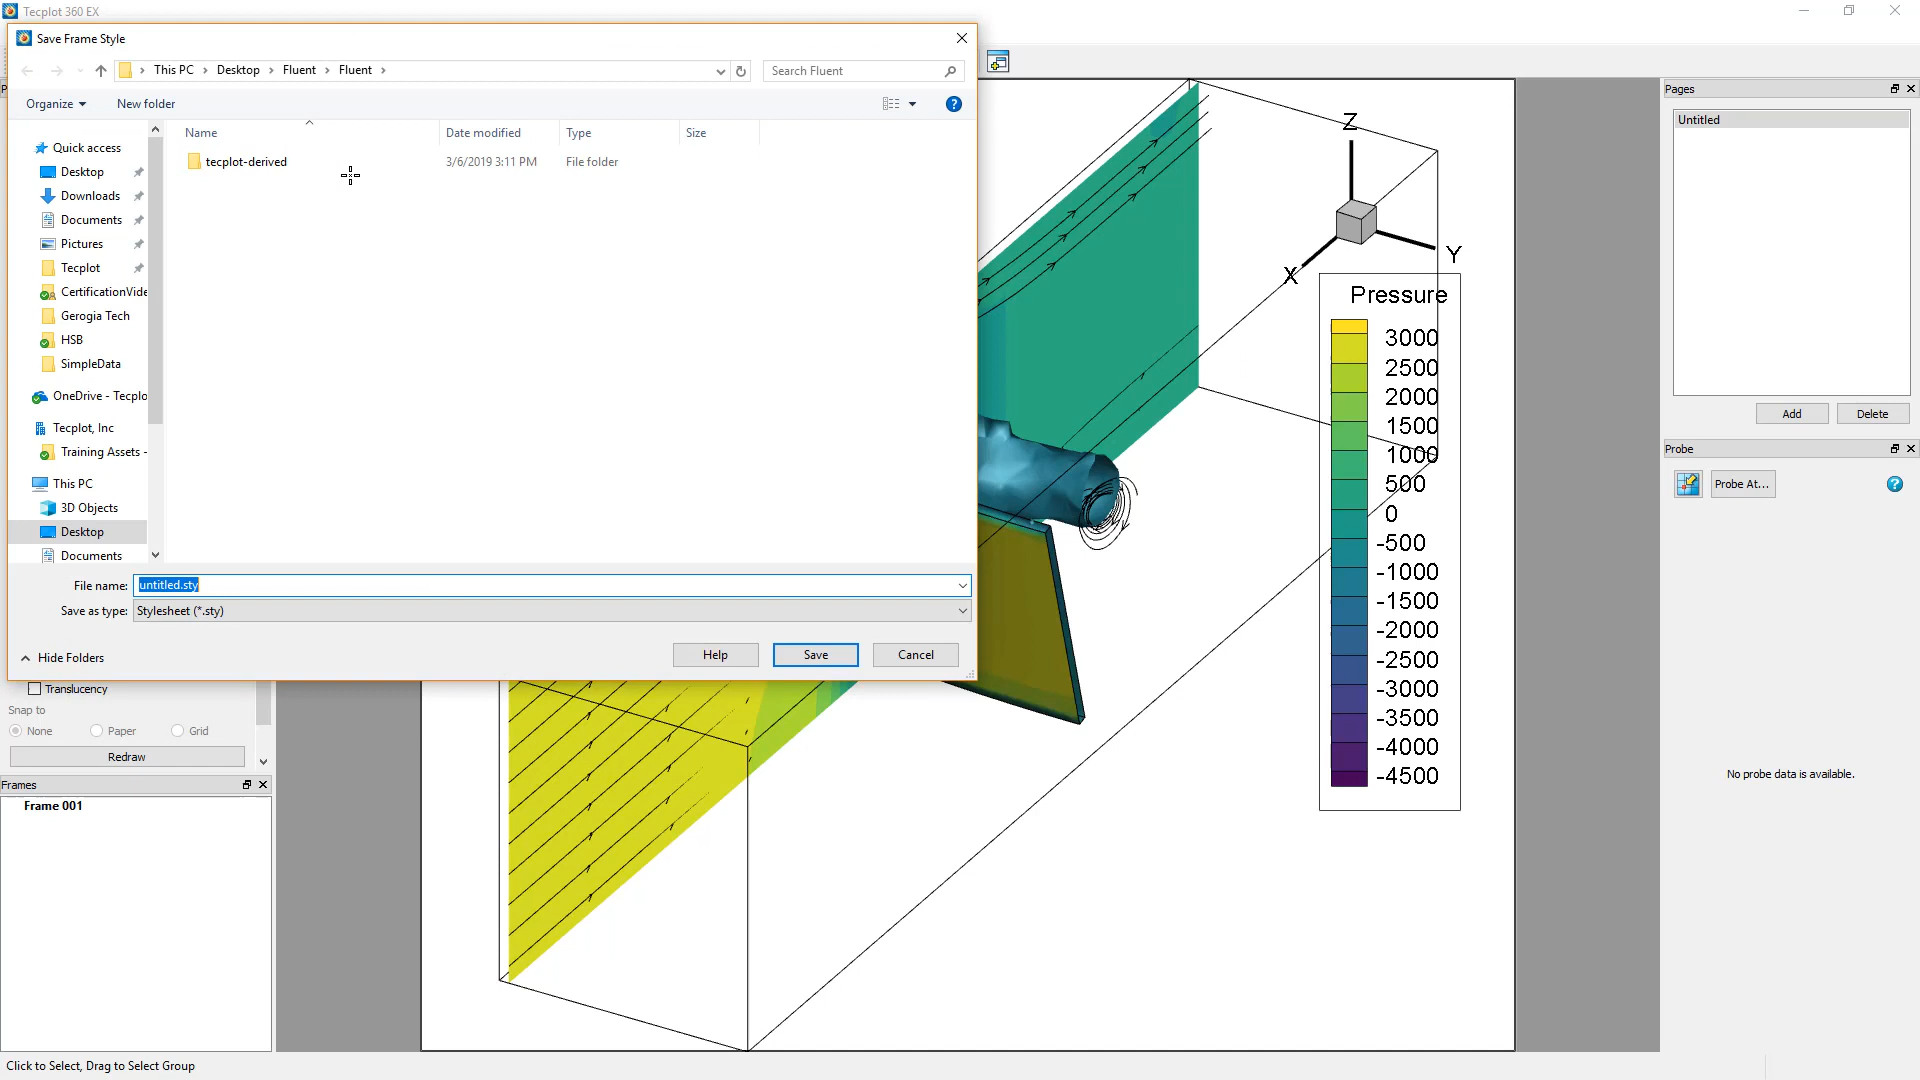 Tecplot 360 EX
Save Frame Style
This PC > Desktop > Fluent > Fluent >
Search Fluent
Organize
New folder
Name
Date modified
Type
Size
tecplot-derived
3/6/2019 3:11 PM
File folder
Quick access
Desktop
Downloads
Documents
Pictures
Tecplot
CertificationVide
Gerogia Tech
HSB
SimpleData
OneDrive - Tecplo
Tecplot, Inc
Training Assets -
This PC
3D Objects
Desktop
Documents
File name: untitled.sty
Save as type: Stylesheet (*.sty)
Hide Folders
Help
Save
Cancel
Translucency
Snap to
None
Paper
Grid
Redraw
Frames
Frame 001
Click to Select, Drag to Select Group
Z
Y
X
Pressure
3000
2500
2000
1500
1000
500
0
-500
-1000
-1500
-2000
-2500
-3000
-3500
-4000
-4500
Pages
Untitled
Add
Delete
Probe
Probe At...
No probe data is available.